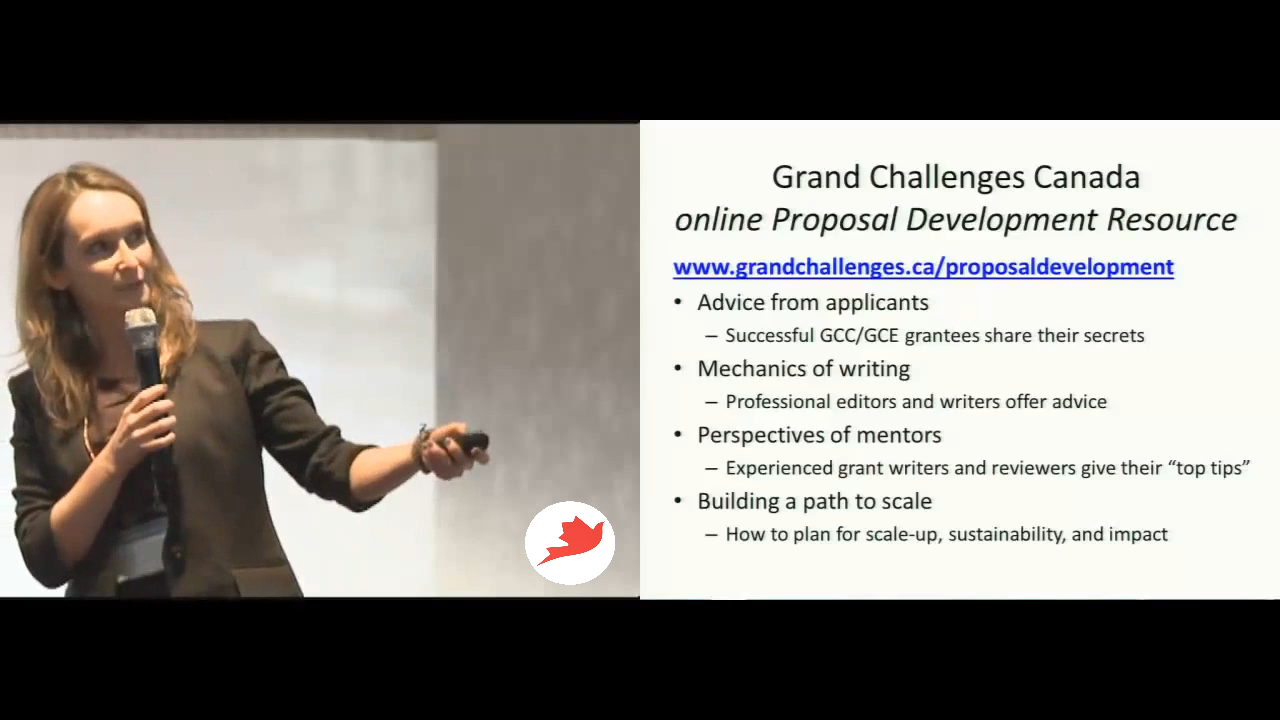 Grand Challenges Canada
online Proposal Development Resource
www.grandchallenges.ca/proposaldevelopment
• Advice from applicants
– Successful GCC/GCE grantees share their secrets
• Mechanics of writing
– Professional editors and writers offer advice
• Perspectives of mentors
– Experienced grant writers and reviewers give their “top tips”
• Building a path to scale
– How to plan for scale-up, sustainability, and impact